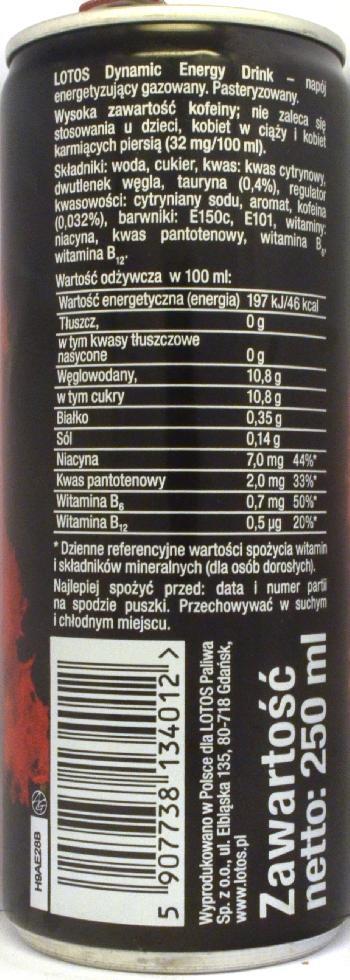 LOTOS Dynamic Energy Drink – napój
energetyzujący gazowany. Pasteryzowany.
Wysoka zawartość kofeiny; nie zaleca się
stosowania u dzieci, kobiet w ciąży i kobiet
karmiących piersią (32 mg/100 ml).
Składniki: woda, cukier, kwas: kwas cytrynowy,
dwutlenek węgla, tauryna (0,4%), regulator
kwasowości: cytryniany sodu, aromat, kofeina
(0,032%), barwniki: E150c, E101, witaminy:
niacyna, kwas pantotenowy, witamina B6,
witamina B12.
Wartość odżywcza w 100 ml:
Wartość energetyczna (energia) 197 kJ/46 kcal
Tłuszcz, 0 g
w tym kwasy tłuszczowe
nasycone 0 g
Węglowodany, 10,8 g
w tym cukry 10,8 g
Białko 0,35 g
Sól 0,14 g
Niacyna 7,0 mg 44%*
Kwas pantotenowy 2,0 mg 33%*
Witamina B6 0,7 mg 50%*
Witamina B12 0,5 µg 20%*
* Dzienne referencyjne wartości spożycia witamin
i składników mineralnych (dla osób dorosłych).
Najlepiej spożyć przed: data i numer partii
na spodzie puszki. Przechowywać w suchym
i chłodnym miejscu.
5 907738 134012 >
Wyprodukowano w Polsce dla LOTOS Paliwa
Sp. z o.o., ul. Elbląska 135, 80-718 Gdańsk,
www.lotos.pl
Zawartość
netto: 250 ml
H9AE28B